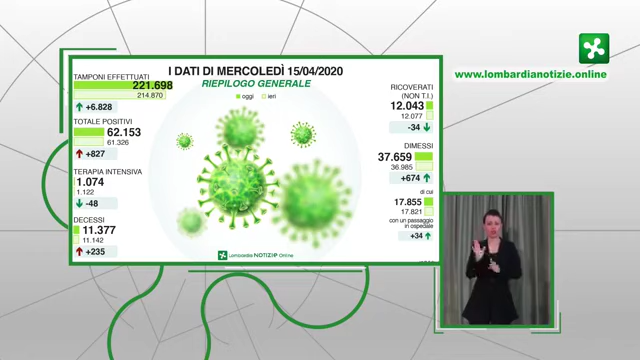 I DATI DI MERCOLEDÌ 15/04/2020
RIEPILOGO GENERALE
oggi ieri
TAMPONI EFFETTUATI
221.698
214.870
+6.828
TOTALE POSITIVI
62.153
61.326
+827
TERAPIA INTENSIVA
1.074
1.122
-48
DECESSI
11.377
11.142
+235
RICOVERATI
(NON T.I.)
12.043
12.077
-34
DIMESSI
37.659
36.985
+674
di cui
17.855
17.821
con un passaggio
in ospedale
+34
Lombardia NOTIZIE Online
www.lombardianotizie.online